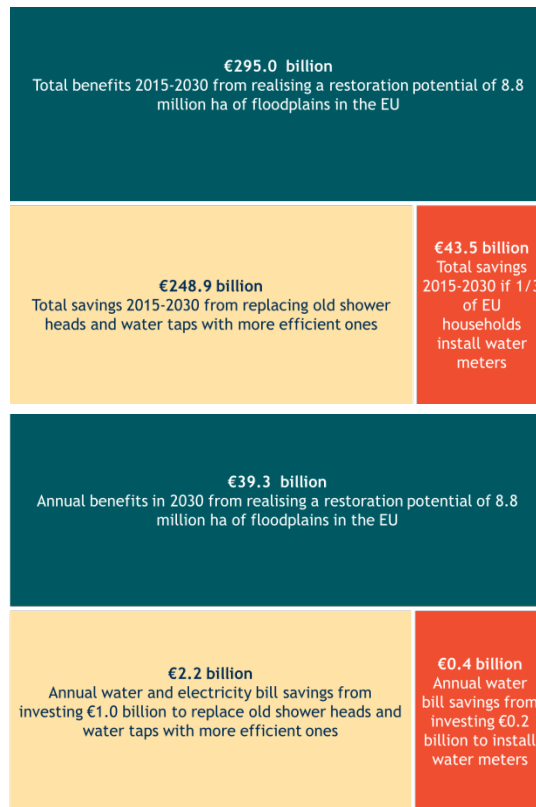 €295.0 billion
Total benefits 2015-2030 from realising a restoration potential of 8.8
million ha of floodplains in the EU
€248.9 billion
Total savings 2015-2030 from replacing old shower
heads and water taps with more efficient ones
€43.5 billion
Total savings
2015-2030 if 1/3
of EU
households
install water
meters
€39.3 billion
Annual benefits in 2030 from realising a restoration potential of 8.8
million ha of floodplains in the EU
€2.2 billion
Annual water and electricity bill savings from
investing €1.0 billion to replace old shower heads and
water taps with more efficient ones
€0.4 billion
Annual water
bill savings from
investing €0.2
billion to install
water meters